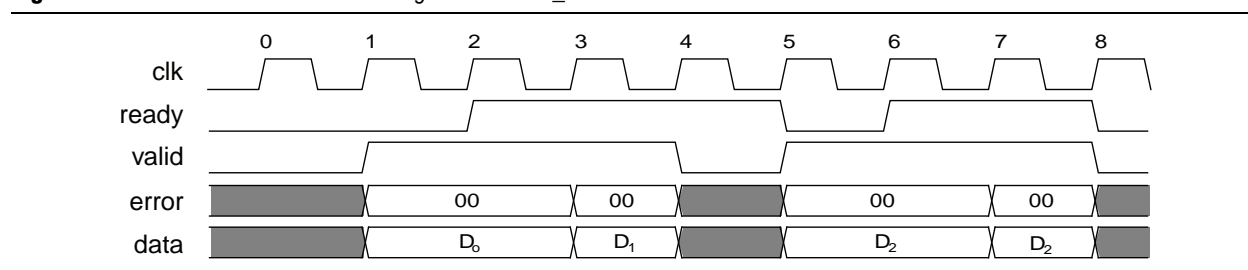 0 1 2 3 4 5 6 7 8
clk
ready
valid
error 00 00 00 00
data D₀ D₁ D₂ D₂